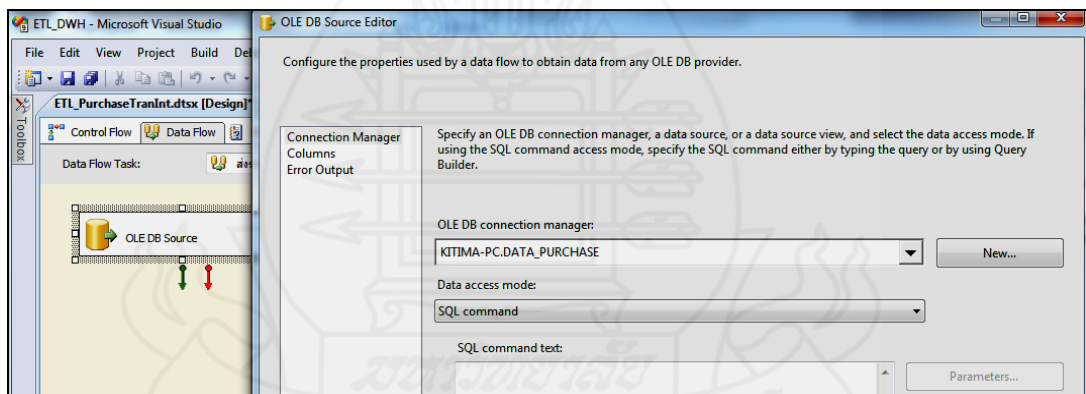 ETL_DWH - Microsoft Visual Studio
File Edit View Project Build
ETL_PurchaseTranInt.dtsx [Design]*
Toolbox
Control Flow Data Flow
Data Flow Task:
OLE DB Source
OLE DB Source Editor
Configure the properties used by a data flow to obtain data from any OLE DB provider.
Connection Manager
Columns
Error Output
Specify an OLE DB connection manager, a data source, or a data source view, and select the data access mode. If
using the SQL command access mode, specify the SQL command either by typing the query or by using Query
Builder.
OLE DB connection manager:
KITIMA-PC.DATA_PURCHASE
New...
Data access mode:
SQL command
SQL command text:
Parameters...